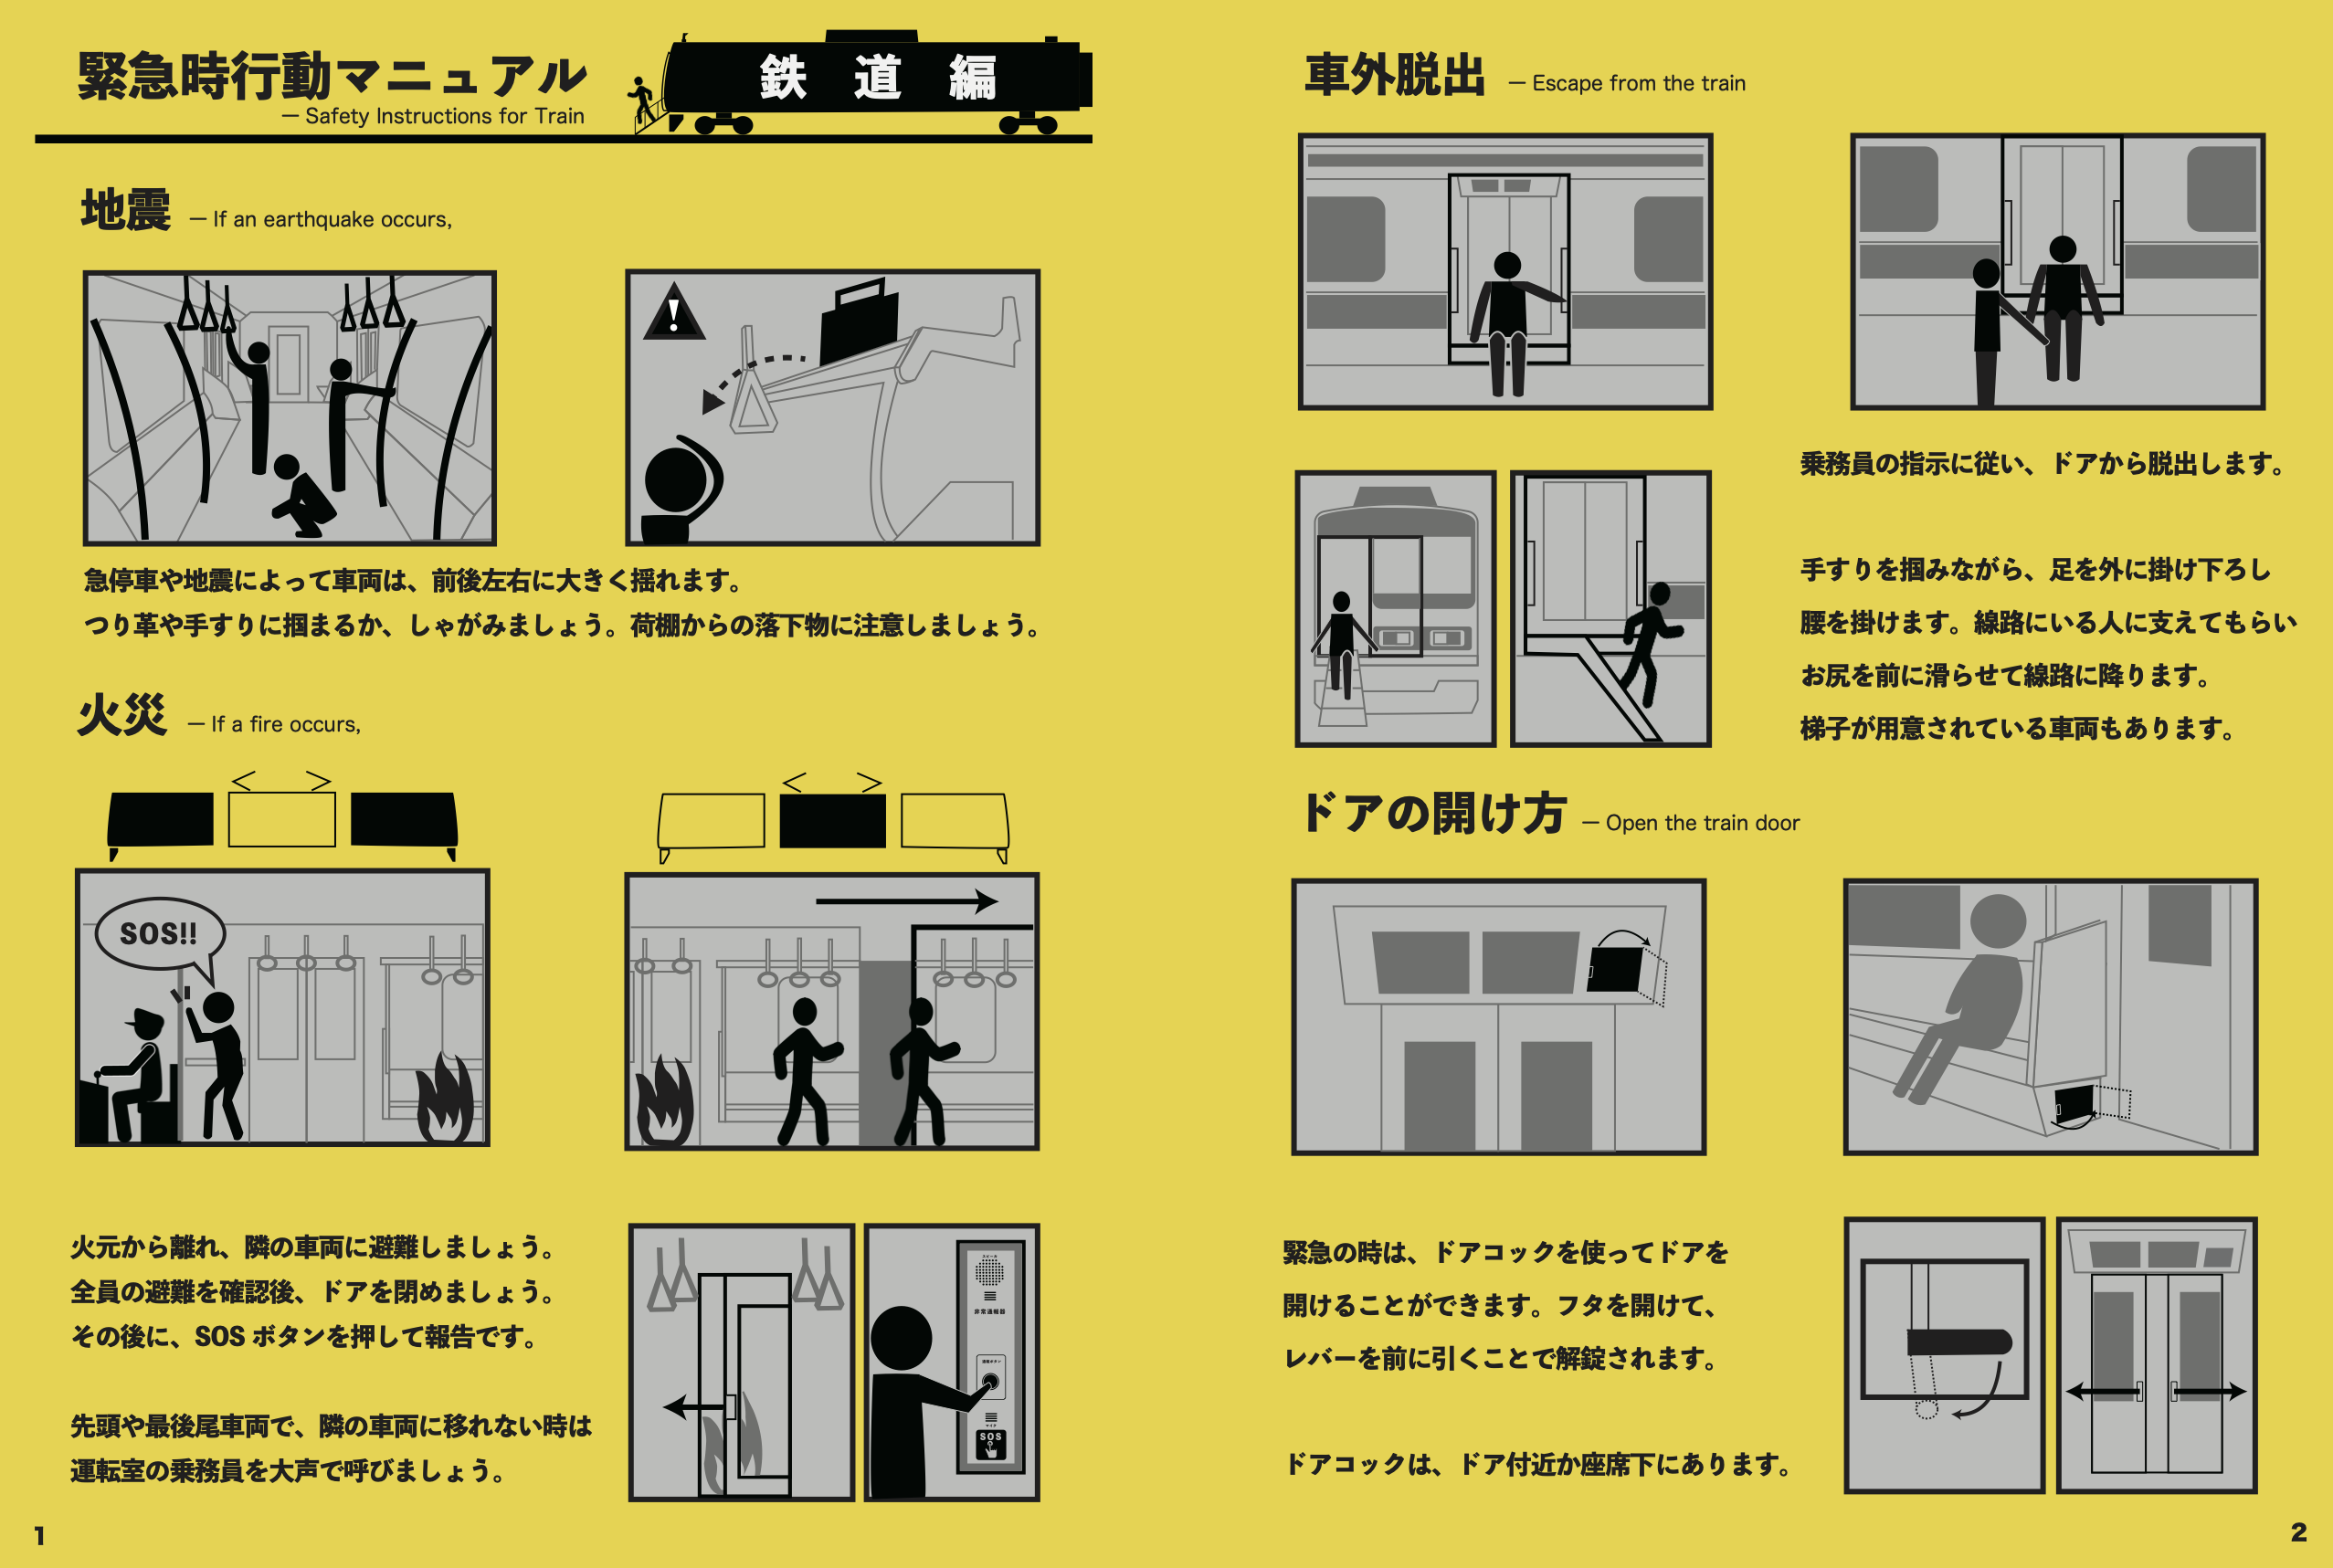 緊急時行動マニュアル
— Safety Instructions for Train
鉄道編
地震 — If an earthquake occurs,
急停車や地震によって車両は、前後左右に大きく揺れます。
つり革や手すりに掴まるか、しゃがみましょう。荷棚からの落下物に注意しましょう。
火災 — If a fire occurs,
SOS!!
火元から離れ、隣の車両に避難しましょう。
全員の避難を確認後、ドアを閉めましょう。
その後に、SOS ボタンを押して報告です。
先頭や最後尾車両で、隣の車両に移れない時は
運転室の乗務員を大声で呼びましょう。
スピーカ
非常通報器
通報ボタン
マイク
SOS
1
車外脱出 — Escape from the train
乗務員の指示に従い、ドアから脱出します。
手すりを掴みながら、足を外に掛け下ろし
腰を掛けます。線路にいる人に支えてもらい
お尻を前に滑らせて線路に降ります。
梯子が用意されている車両もあります。
ドアの開け方 — Open the train door
緊急の時は、ドアコックを使ってドアを
開けることができます。フタを開けて、
レバーを前に引くことで解錠されます。
ドアコックは、ドア付近か座席下にあります。
2